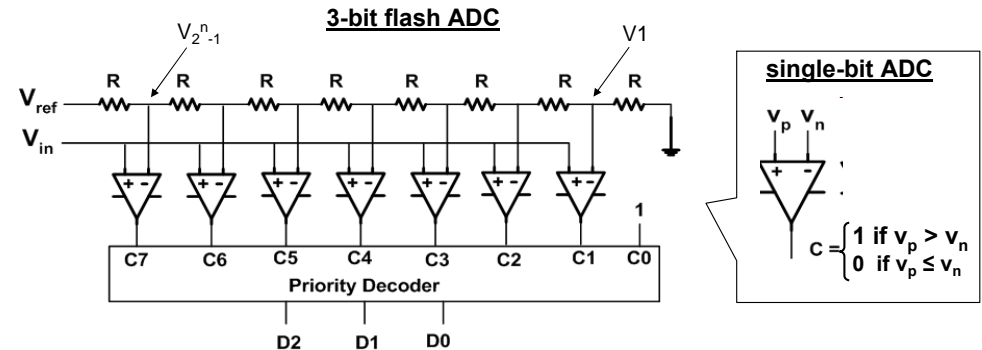 3-bit flash ADC
V₂ⁿ₋₁
V1
R R R R R R R R
Vref
Vin
+ - + - + - + - + - + - + -
1
C7 C6 C5 C4 C3 C2 C1 C0
Priority Decoder
D2 D1 D0
single-bit ADC
Vp Vn
+ -
C = { 1 if vp > vn
0 if vp ≤ vn